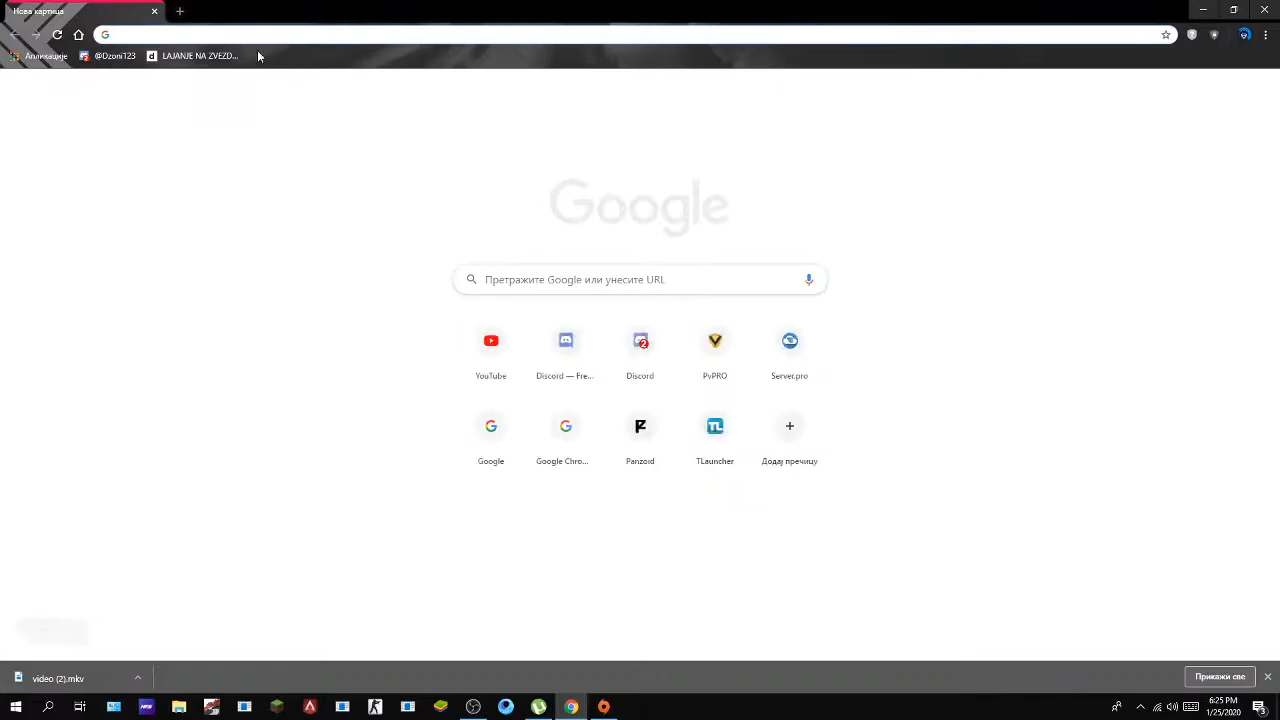 Нова картица
Апликације @Dzoni123 LAJANJE NA ZVEZD...
Google
Претражите Google или унесите URL
YouTube Discord — Fre... Discord PvPRO Server.pro
Google Google Chro... Panzoid TLauncher Додај пречицу
video (2).mkv Прикажи све
6:25 PM
1/25/2020